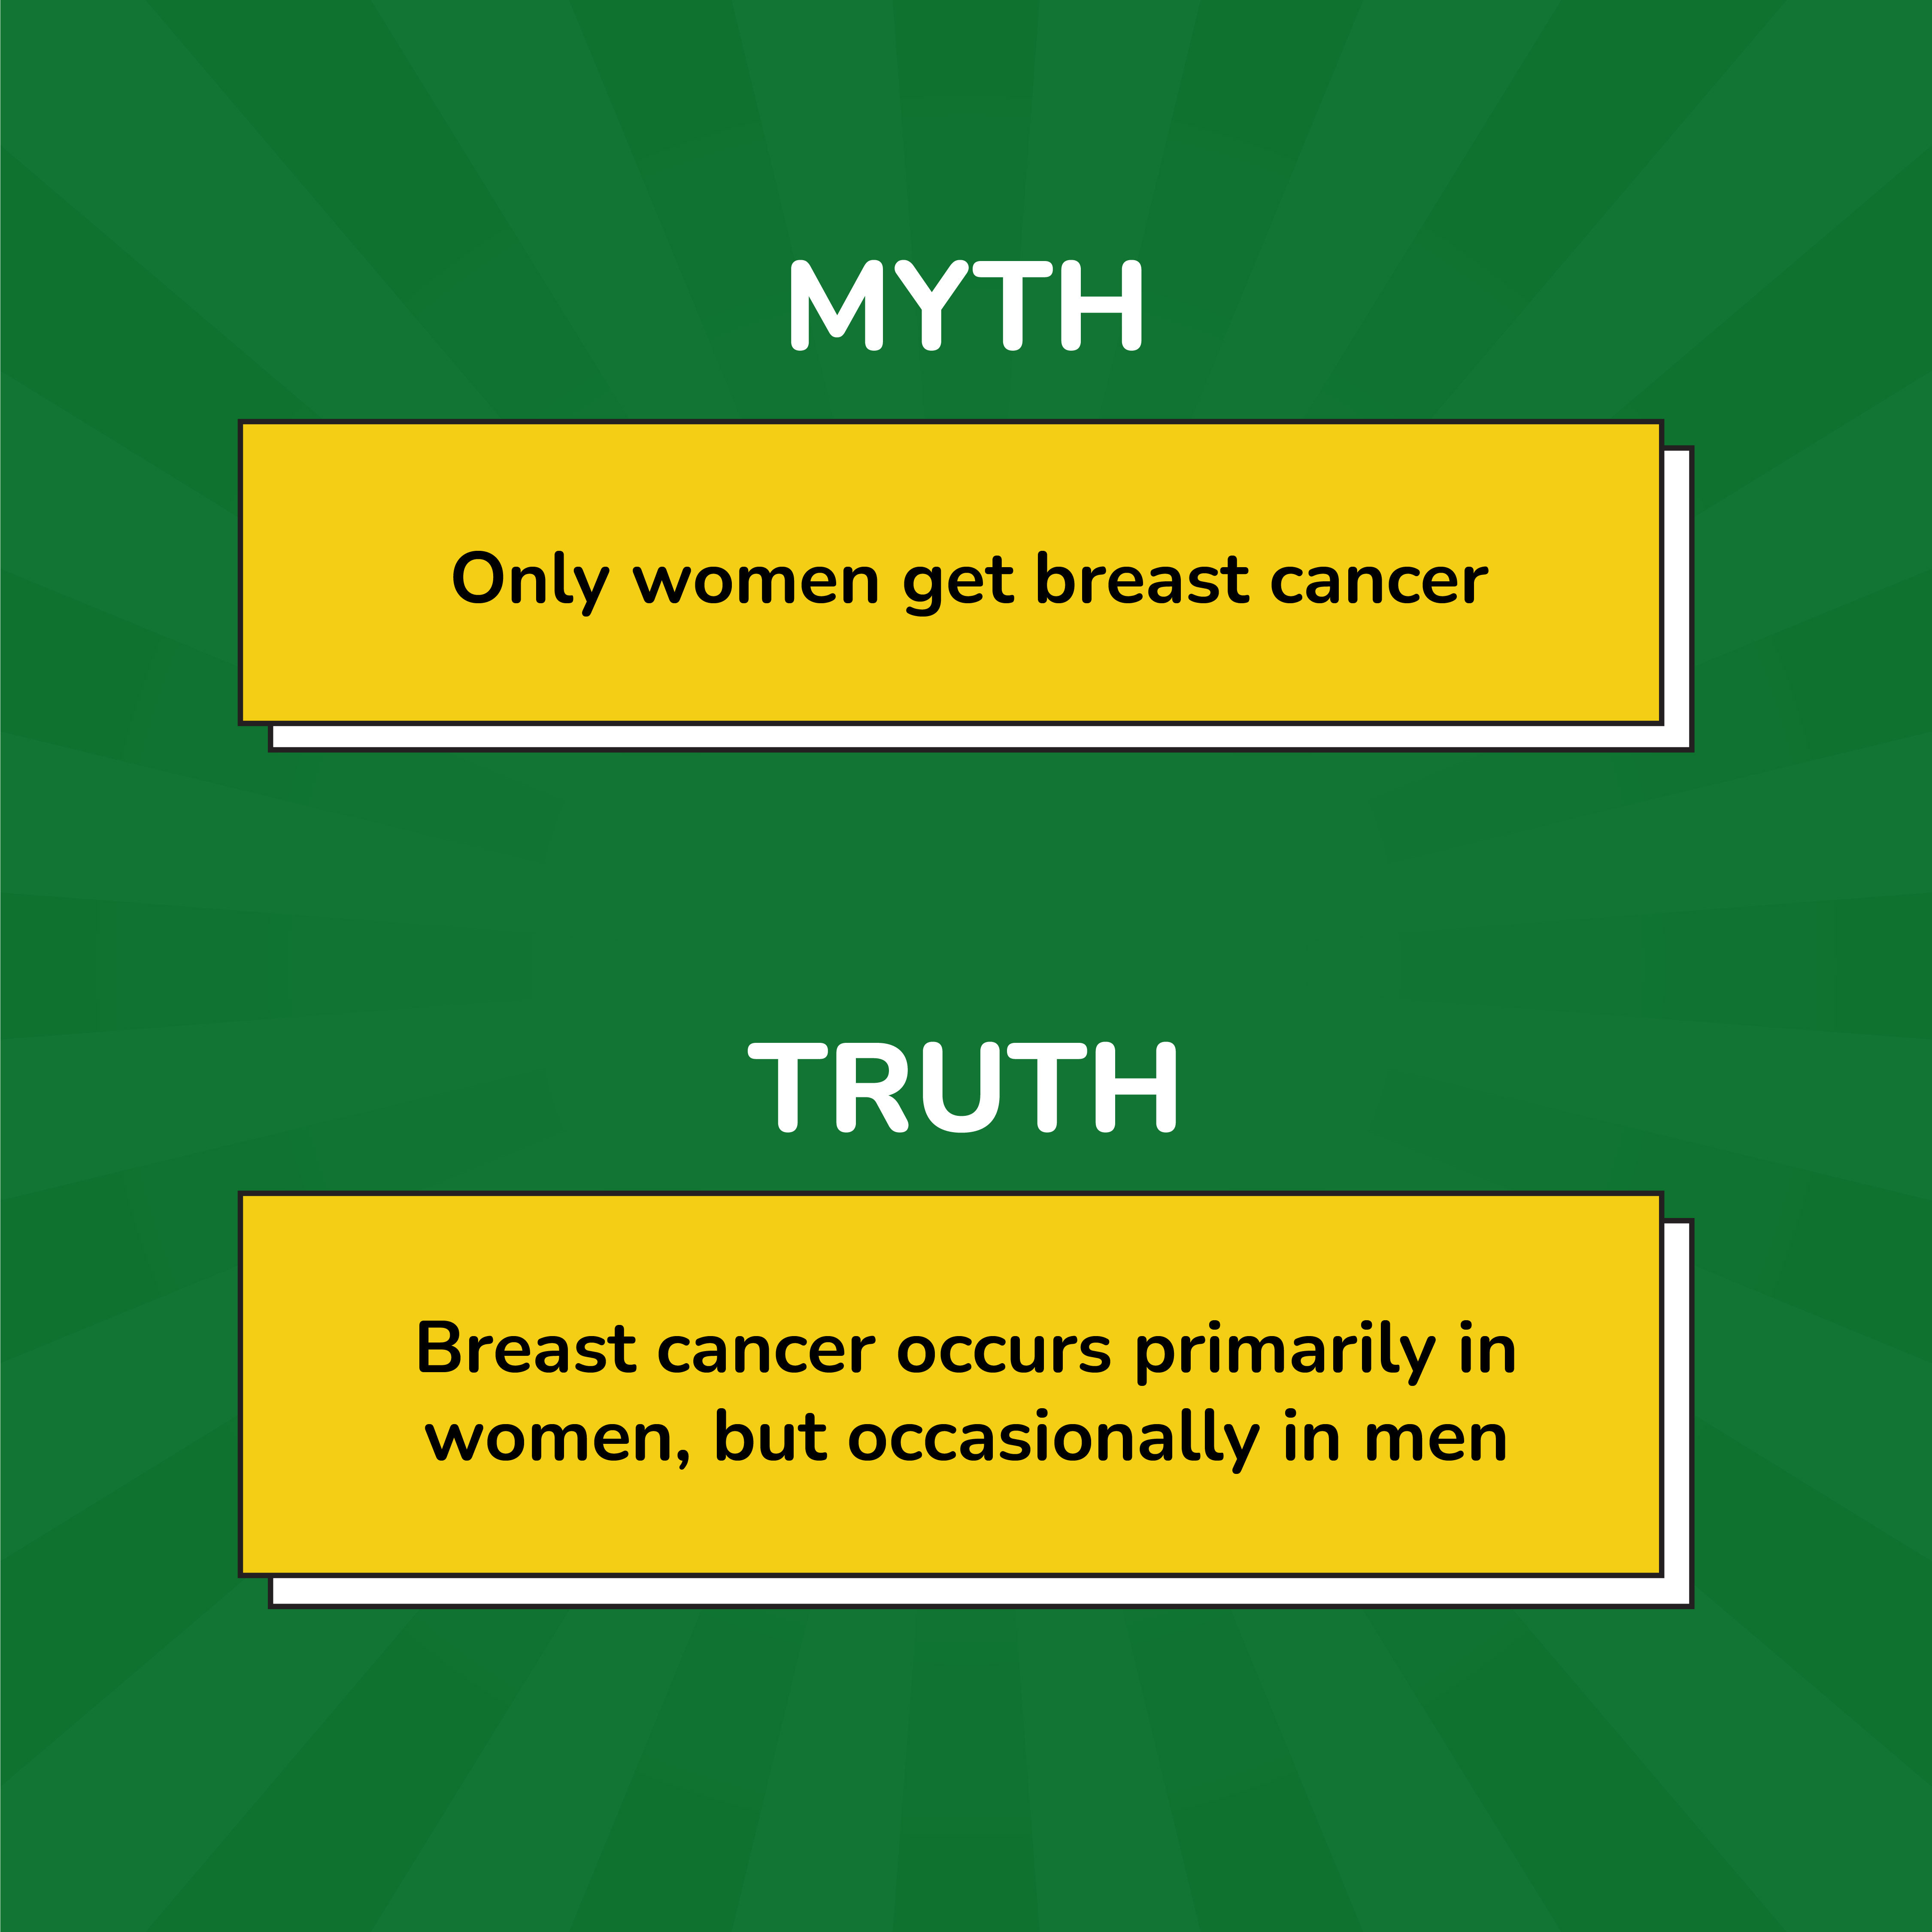 MYTH
Only women get breast cancer
TRUTH
Breast cancer occurs primarily in
women, but occasionally in men